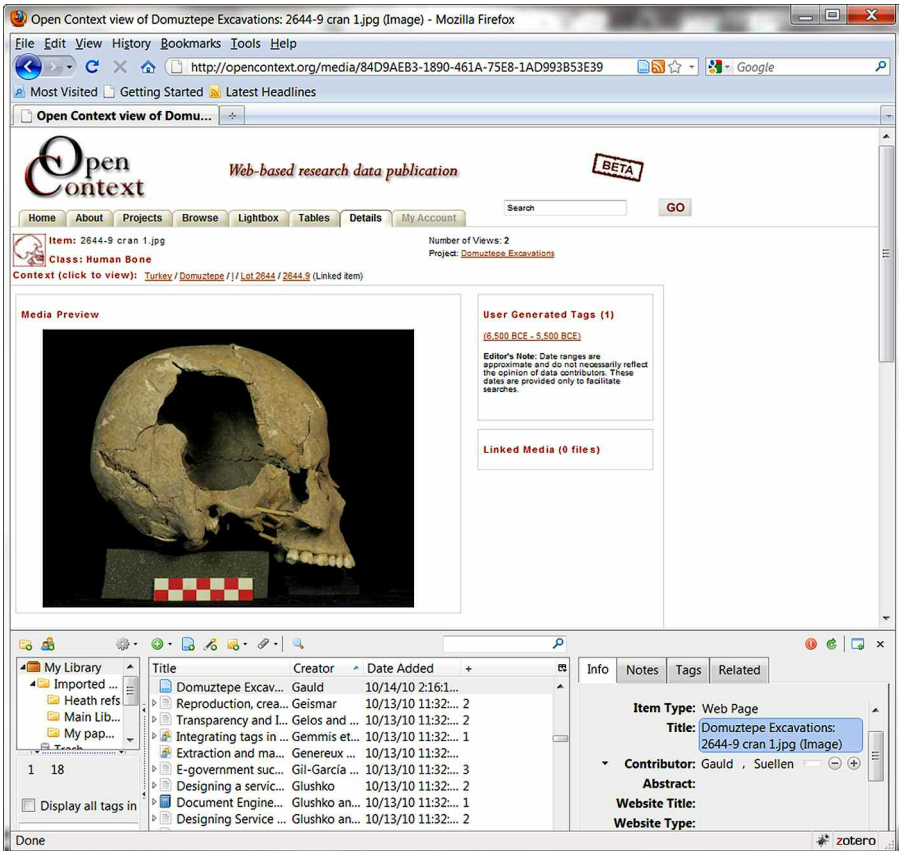 Open Context view of Domuztepe Excavations: 2644-9 cran 1.jpg (Image) - Mozilla Firefox
File Edit View History Bookmarks Tools Help
http://opencontext.org/media/84D9AEB3-1890-461A-75E8-1AD993B53E39
Google
Most Visited Getting Started Latest Headlines
Open Context view of Domu...
Open Context
Web-based research data publication
BETA
Search GO
Home About Projects Browse Lightbox Tables Details My Account
Item: 2644-9 cran 1.jpg
Class: Human Bone
Number of Views: 2
Project: Domuztepe Excavations
Context (click to view): Turkey / Domuztepe / I / Lot 2644 / 2644.9 (Linked item)
Media Preview
User Generated Tags (1)
(6,500 BCE - 5,500 BCE)
Editor's Note: Date ranges are
approximate and do not necessarily reflect
the opinion of data contributors. These
dates are provided only to facilitate
searches.
Linked Media (0 files)
My Library
Imported ...
Heath refs
Main Lib...
My pap...
Trash
1 18
Display all tags in
Title Creator Date Added +
Domuztepe Excav... Gauld 10/14/10 2:16:1...
Reproduction, crea... Geismar 10/13/10 11:32:... 2
Transparency and I... Gelos and ... 10/13/10 11:32:... 2
Integrating tags in ... Gemmis et... 10/13/10 11:32:... 1
Extraction and ma... Genereux ... 10/13/10 11:32:...
E-government suc... Gil-García ... 10/13/10 11:32:... 3
Designing a servic... Glushko 10/13/10 11:32:... 2
Document Engine... Glushko an... 10/13/10 11:32:... 1
Designing Service ... Glushko an... 10/13/10 11:32:... 2
Info Notes Tags Related
Item Type: Web Page
Title: Domuztepe Excavations:
2644-9 cran 1.jpg (Image)
Contributor: Gauld , Suellen
Abstract:
Website Title:
Website Type:
Done
zotero